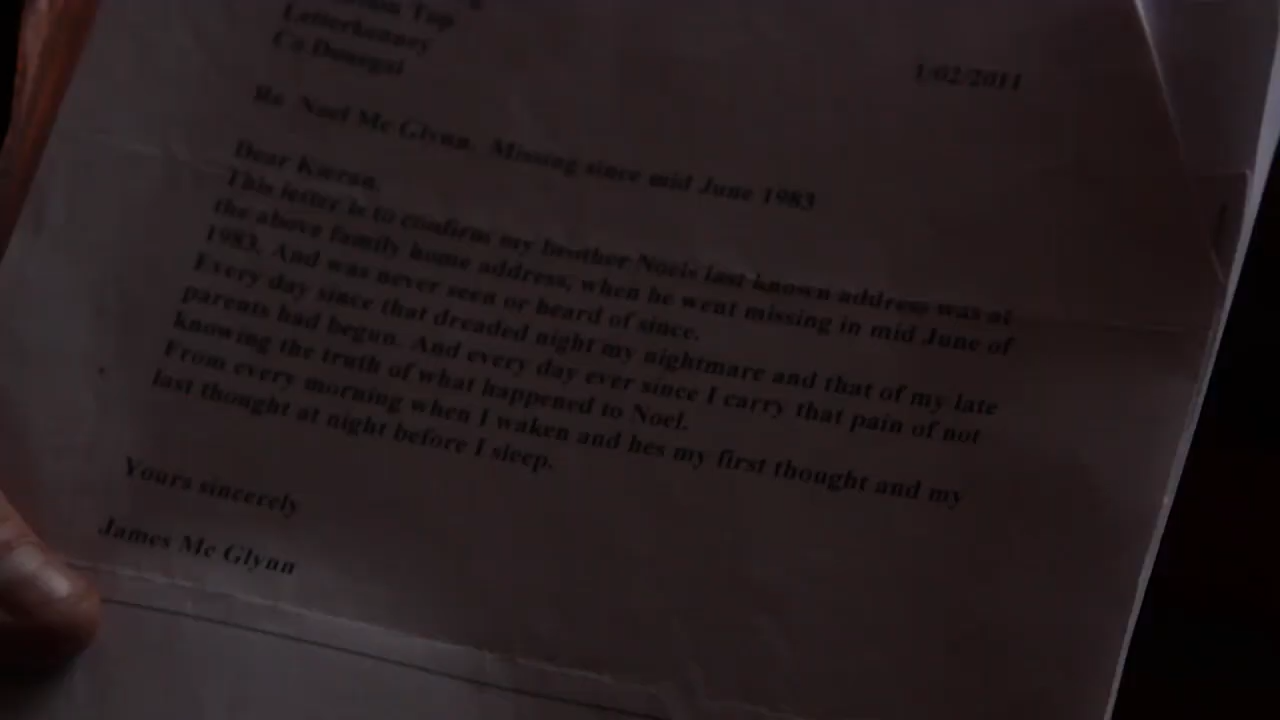 Top
Letterkenney
Co Donegal
1/02/2011
Re Noel Mc Glynn. Missing since mid June 1983
Dear
This letter is to confirm my brother Noels last known address was at
the above family home address, when he went missing in mid June of
1983. And was never seen or heard of since.
Every day since that dreaded night my nightmare and that of my late
parents had begun. And every day ever since I carry that pain of not
knowing the truth of what happened to Noel.
From every morning when I waken and hes my first thought and my
last thought at night before I sleep.
Yours sincerely
James Mc Glynn